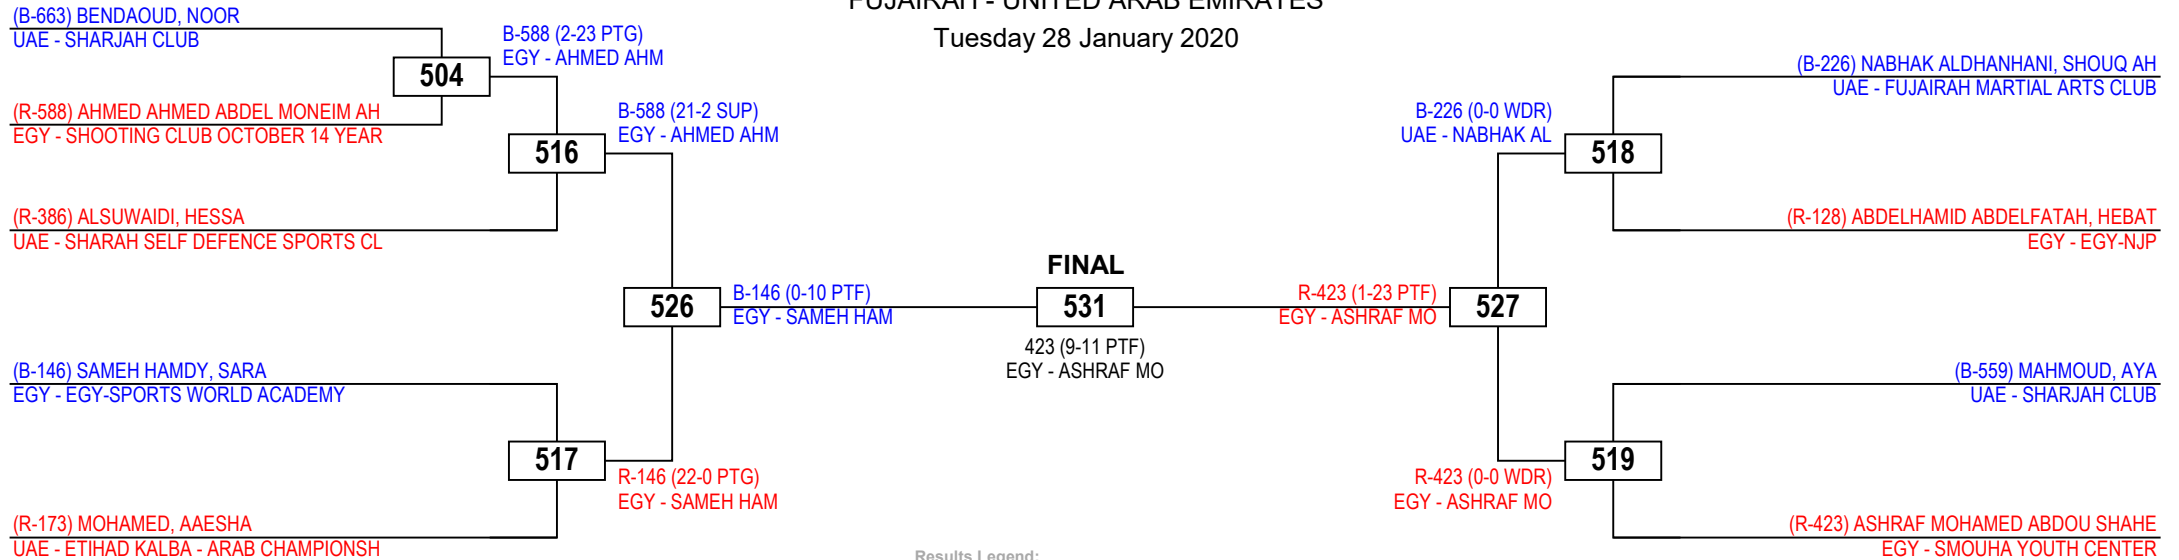 FUJAIRAH - UNITED ARAB EMIRATES
Tuesday 28 January 2020
(B-663) BENDAOUD, NOOR
UAE - SHARJAH CLUB
504
(R-588) AHMED AHMED ABDEL MONEIM AH
EGY - SHOOTING CLUB OCTOBER 14 YEAR
B-588 (2-23 PTG)
EGY - AHMED AHM
516
(R-386) ALSUWAIDI, HESSA
UAE - SHARAH SELF DEFENCE SPORTS CL
B-588 (21-2 SUP)
EGY - AHMED AHM
526
(B-146) SAMEH HAMDY, SARA
EGY - EGY-SPORTS WORLD ACADEMY
517
(R-173) MOHAMED, AAESHA
UAE - ETIHAD KALBA - ARAB CHAMPIONSH
R-146 (22-0 PTG)
EGY - SAMEH HAM
B-146 (0-10 PTF)
EGY - SAMEH HAM
FINAL
531
423 (9-11 PTF)
EGY - ASHRAF MO
R-423 (1-23 PTF)
EGY - ASHRAF MO
527
B-226 (0-0 WDR)
UAE - NABHAK AL
518
(B-226) NABHAK ALDHANHANI, SHOUQ AH
UAE - FUJAIRAH MARTIAL ARTS CLUB
(R-128) ABDELHAMID ABDELFATAH, HEBAT
EGY - EGY-NJP
R-423 (0-0 WDR)
EGY - ASHRAF MO
519
(B-559) MAHMOUD, AYA
UAE - SHARJAH CLUB
(R-423) ASHRAF MOHAMED ABDOU SHAHE
EGY - SMOUHA YOUTH CENTER
Results Legend: